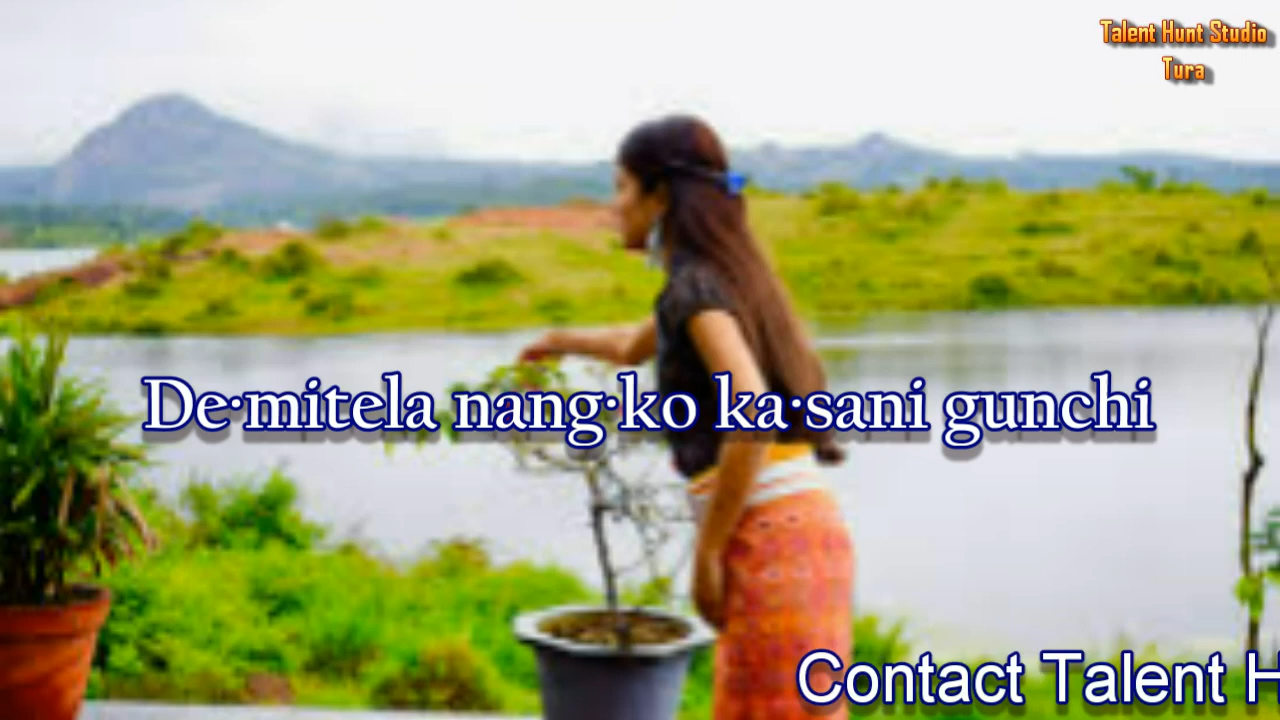 Talent Hunt Studio
Tura
De·mitela nang·ko ka·sani gunchi
Contact Talent H